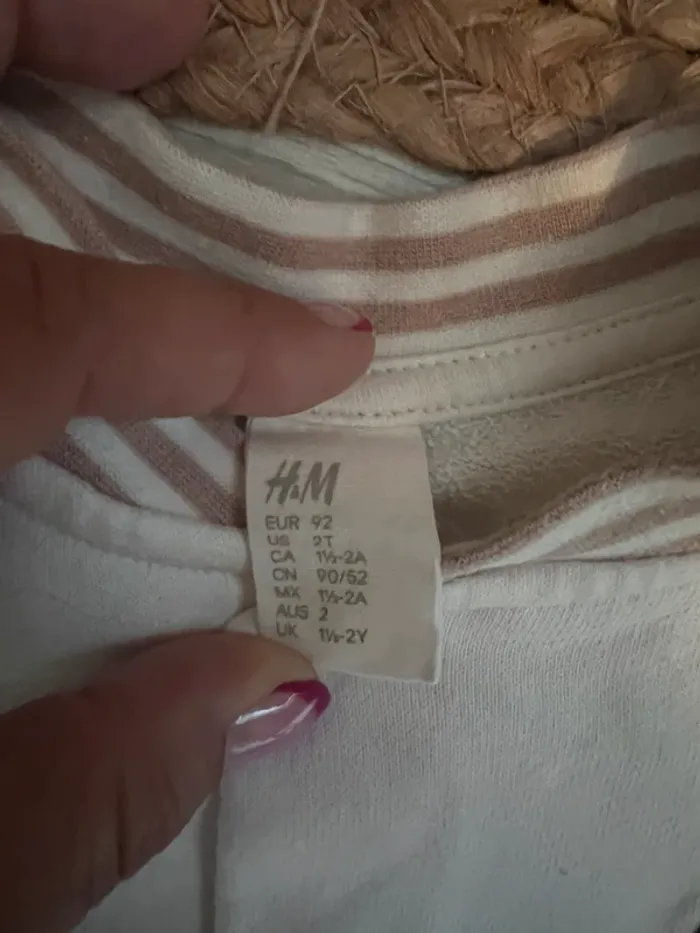 H&M
EUR 92
US 2T
CA 1½-2A
CN 90/52
MX 1½-2A
AUS 2
UK 1½-2Y